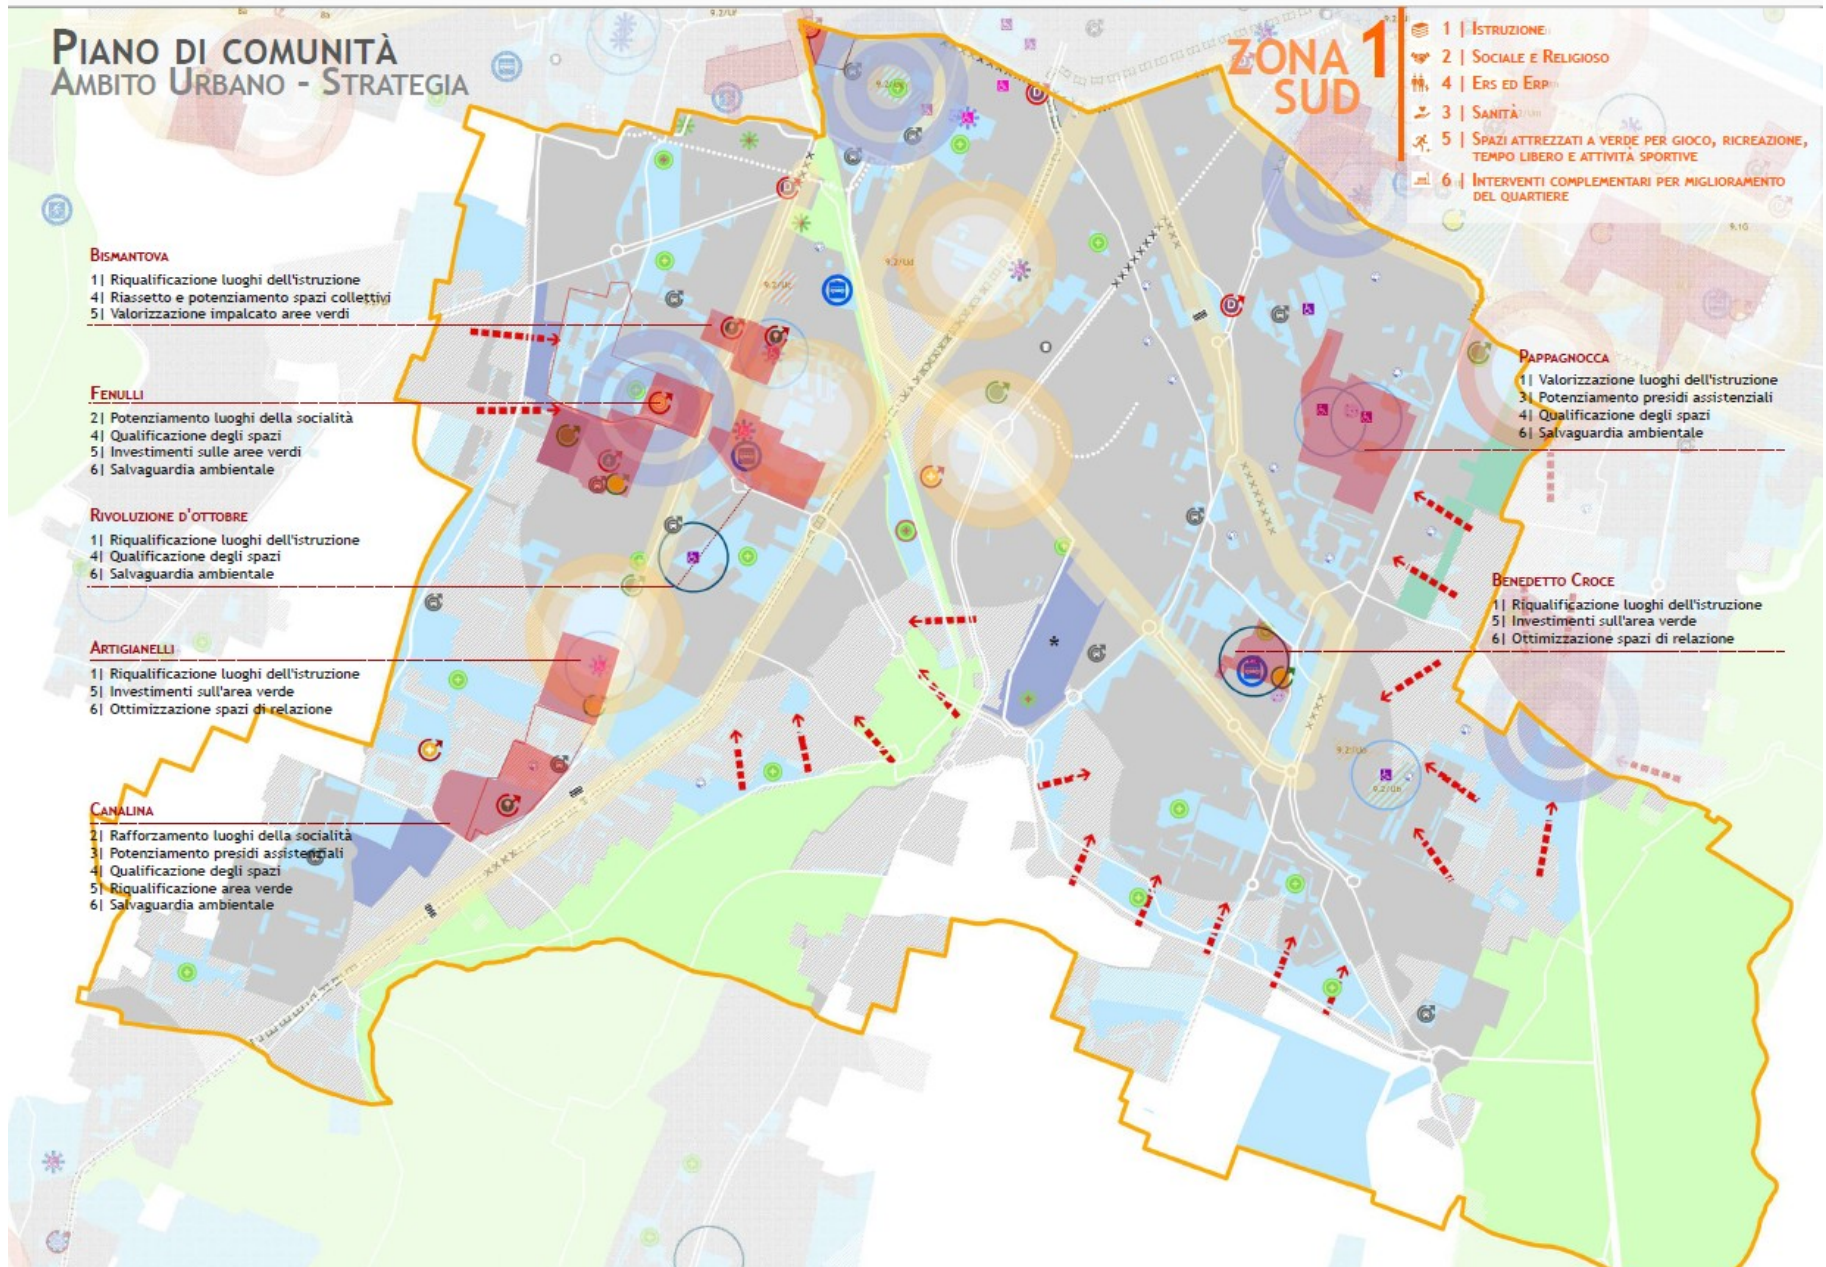 PIANO DI COMUNITÀ
AMBITO URBANO - STRATEGIA
ZONA 1
SUD
1 | ISTRUZIONE
2 | SOCIALE E RELIGIOSO
4 | ERS ED ERP
3 | SANITÀ
5 | SPAZI ATTREZZATI A VERDE PER GIOCO, RICREAZIONE,
TEMPO LIBERO E ATTIVITÀ SPORTIVE
6 | INTERVENTI COMPLEMENTARI PER MIGLIORAMENTO
DEL QUARTIERE
BISMANTOVA
1| Riqualificazione luoghi dell'istruzione
4| Riassetto e potenziamento spazi collettivi
5| Valorizzazione impalcato aree verdi
FENULLI
2| Potenziamento luoghi della socialità
4| Qualificazione degli spazi
5| Investimenti sulle aree verdi
6| Salvaguardia ambientale
RIVOLUZIONE D'OTTOBRE
1| Riqualificazione luoghi dell'istruzione
4| Qualificazione degli spazi
6| Salvaguardia ambientale
ARTIGIANELLI
1| Riqualificazione luoghi dell'istruzione
5| Investimenti sull'area verde
6| Ottimizzazione spazi di relazione
CANALINA
2| Rafforzamento luoghi della socialità
3| Potenziamento presidi assistenziali
4| Qualificazione degli spazi
5| Riqualificazione area verde
6| Salvaguardia ambientale
PAPPAGNOCCA
1| Valorizzazione luoghi dell'istruzione
3| Potenziamento presidi assistenziali
4| Qualificazione degli spazi
6| Salvaguardia ambientale
BENEDETTO CROCE
1| Riqualificazione luoghi dell'istruzione
5| Investimenti sull'area verde
6| Ottimizzazione spazi di relazione
9.2/Ud
9.10
D
D
D
*